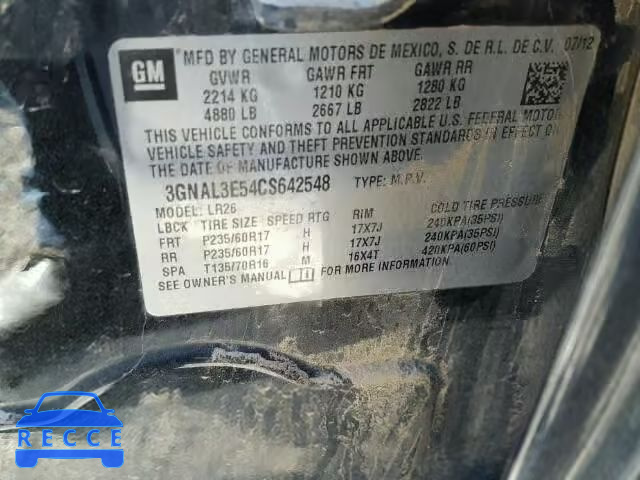 GM
MFD BY GENERAL MOTORS DE MEXICO, S. DE R.L. DE C.V. 07/12
GVWR GAWR FRT GAWR RR
2214 KG 1210 KG 1280 KG
4880 LB 2667 LB 2822 LB
THIS VEHICLE CONFORMS TO ALL APPLICABLE U.S. FEDERAL MOTOR
VEHICLE SAFETY AND THEFT PREVENTION STANDARDS IN EFFECT ON
THE DATE OF MANUFACTURE SHOWN ABOVE.
3GNAL3E54CS642548 TYPE: M.P.V.
MODEL: LR26
LBCK TIRE SIZE SPEED RTG RIM COLD TIRE PRESSURE
FRT P235/60R17 H 17X7J 240KPA(35PSI)
RR P235/60R17 H 17X7J 240KPA(35PSI)
SPA T135/70R16 M 16X4T 420KPA(60PSI)
SEE OWNER'S MANUAL FOR MORE INFORMATION.
RECCE